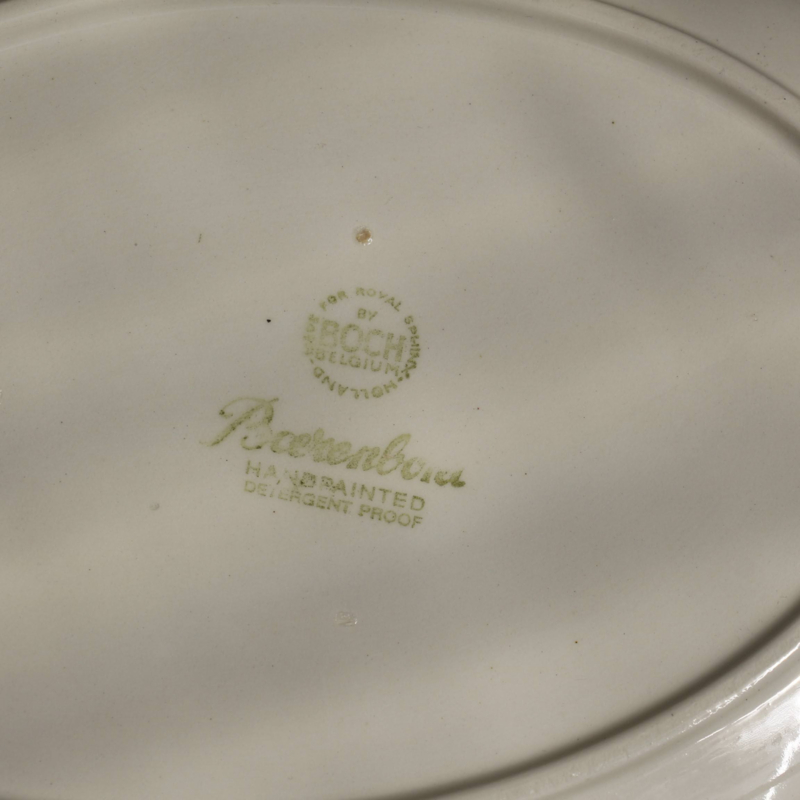 MADE FOR ROYAL SPHINX HOLLAND
BY
BOCH
BELGIUM
Boerenbont
HANDPAINTED
DETERGENT PROOF